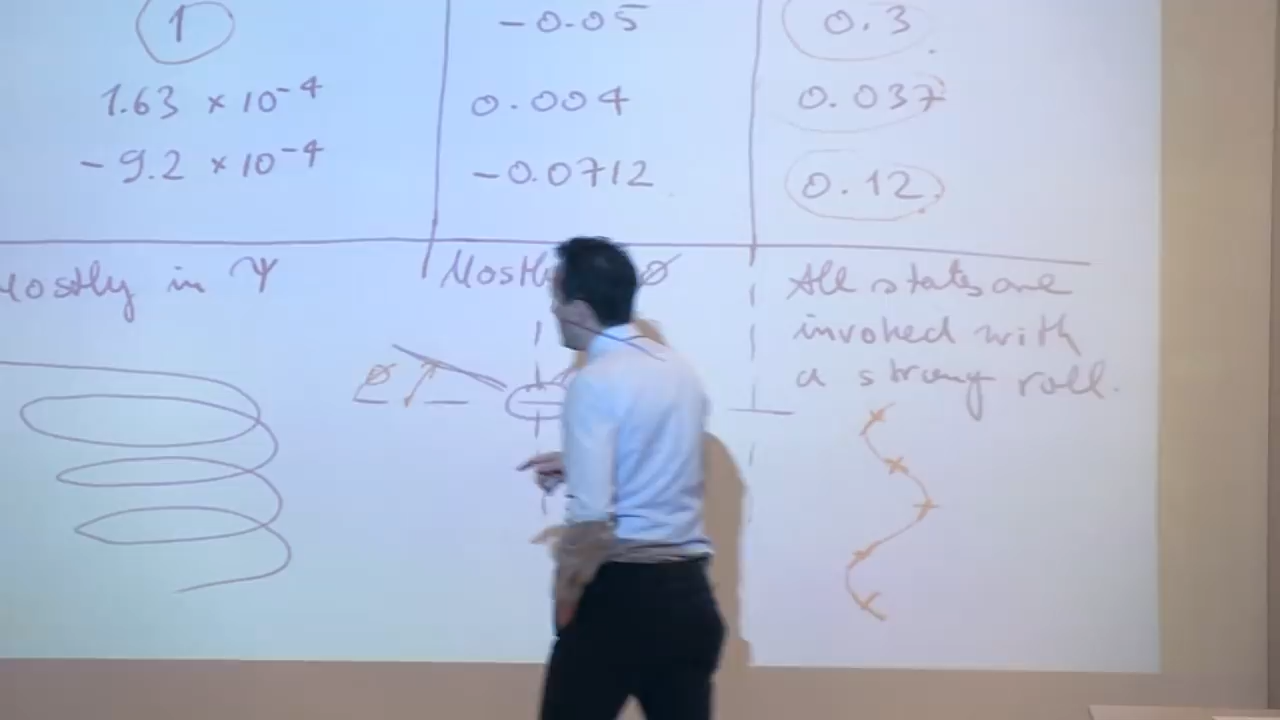 1 -0.05 0.3
1.63 × 10⁻⁴ 0.004 0.037
-9.2 × 10⁻⁴ -0.0712 0.12
Mostly in Ψ
Ø
All states are
involved with
a strong roll.
Ø